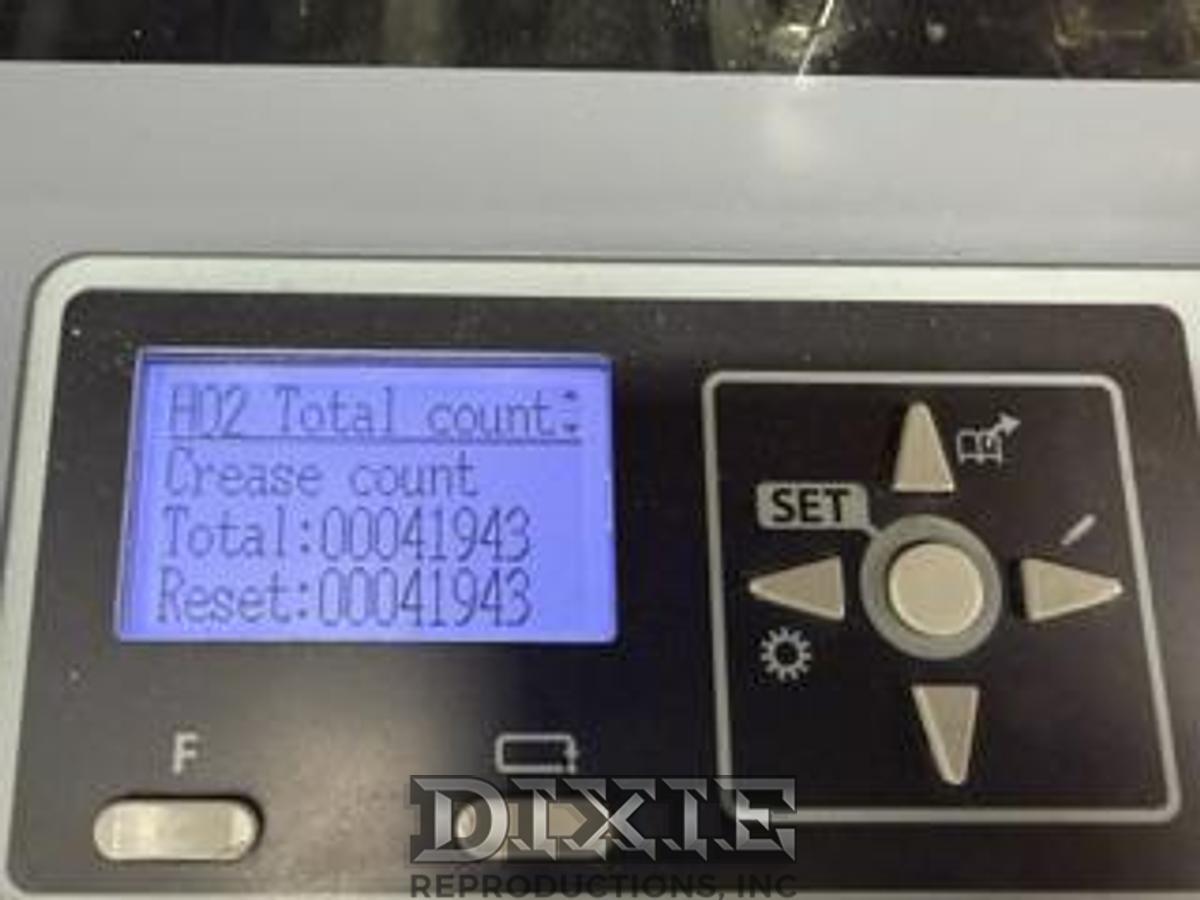 H02 Total count
Crease count
Total:00041943
Reset:00041943
SET
F
DIXIE
REPRODUCTIONS, INC